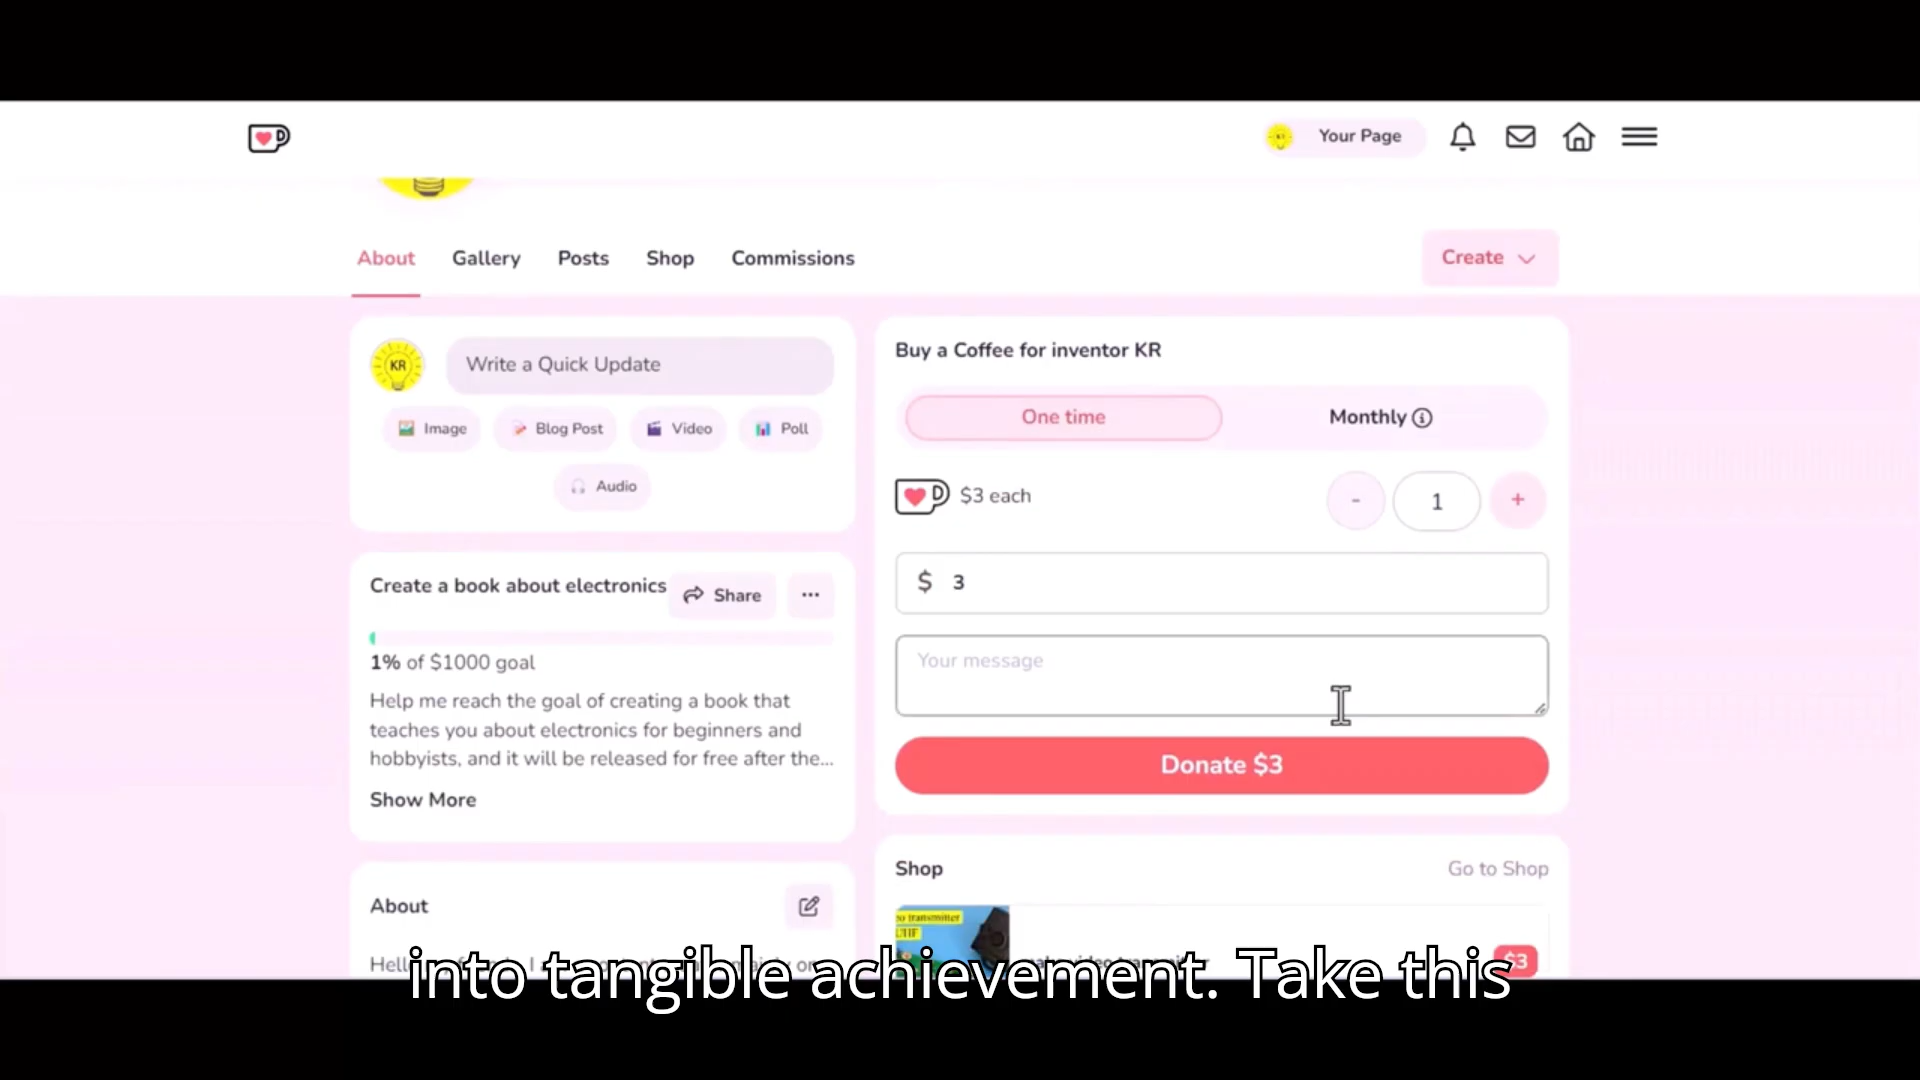 Your Page
About Gallery Posts Shop Commissions
Create
KR
Write a Quick Update
Image Blog Post Video Poll
Audio
Create a book about electronics
Share
1% of $1000 goal
Help me reach the goal of creating a book that
teaches you about electronics for beginners and
hobbyists, and it will be released for free after the...
Show More
About
Buy a Coffee for inventor KR
One time Monthly
$3 each
- 1 +
$ 3
Your message
Donate $3
Shop Go to Shop
transmitter
UHF
$3
into tangible achievement. Take this